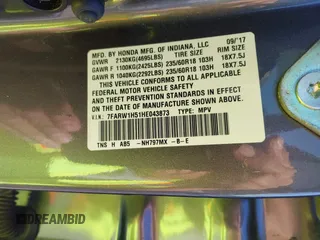 MFD. BY HONDA MFG. OF INDIANA, LLC 09/'17
GVWR 2130KG(4695LBS) TIRE SIZE RIM SIZE
GAWR F 1100KG(2425LBS) 235/60R18 103H 18X7.5J
GAWR R 1040KG(2292LBS) 235/60R18 103H 18X7.5J
THIS VEHICLE CONFORMS TO ALL APPLICABLE
FEDERAL MOTOR VEHICLE SAFETY AND THEFT
PREVENTION STANDARDS IN EFFECT ON THE DATE
OF MANUFACTURE SHOWN ABOVE.
V.I.N.: 7FARW1H51HE043873 TYPE: MPV
TNS H A85 -NH797MX -B-E
DREAMBID